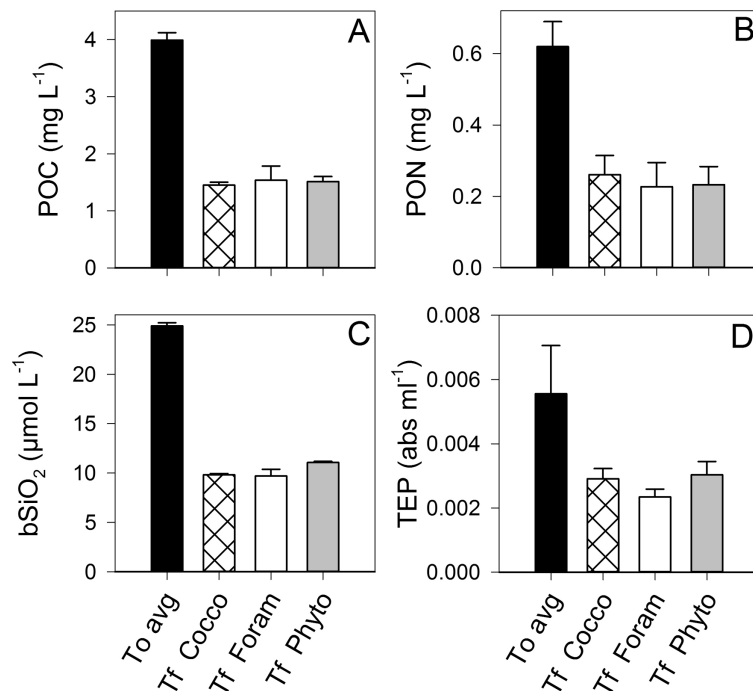 A
POC (mg L⁻¹)
4
3
2
1
0
B
PON (mg L⁻¹)
0.6
0.4
0.2
0.0
C
bSiO₂ (µmol L⁻¹)
25
20
15
10
5
0
D
TEP (abs ml⁻¹)
0.008
0.006
0.004
0.002
0.000
To avg
Tf Cocco
Tf Foram
Tf Phyto
To avg
Tf Cocco
Tf Foram
Tf Phyto